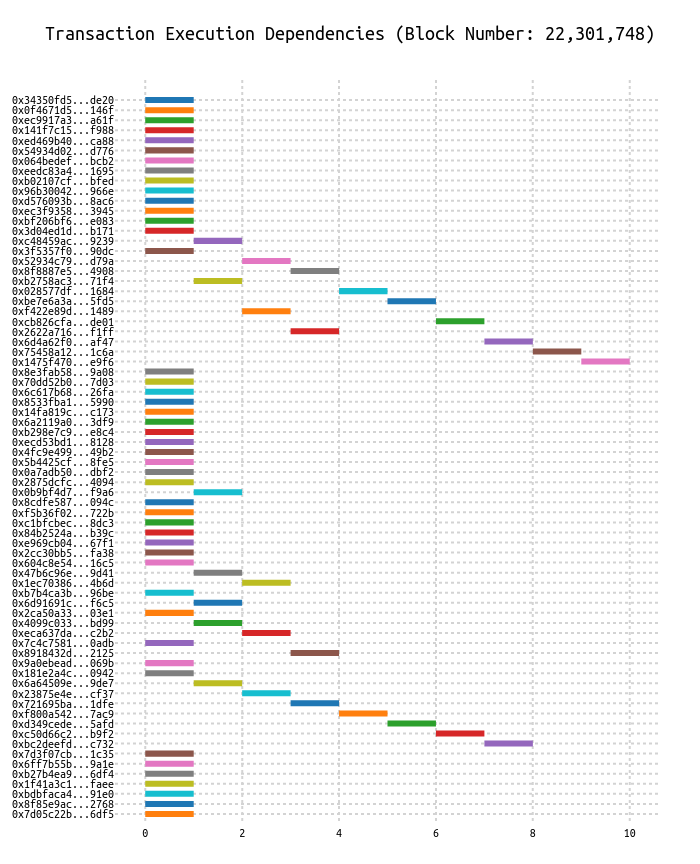 Transaction Execution Dependencies (Block Number: 22,301,748)
0x34350fd5...de20
0x0f4671d5...146f
0xec9917a3...a61f
0x141f7c15...f988
0xed469b40...ca88
0x54934d02...d776
0x064bedef...bcb2
0xeedc83a4...1695
0xb02107cf...bfed
0x96b30042...966e
0xd576093b...8ac6
0xec3f9358...3945
0xbf206bf6...e083
0x3d04ed1d...b171
0xc48459ac...9239
0x3f5357f0...90dc
0x52934c79...d79a
0x8f8887e5...4908
0xb2758ac3...71f4
0x028577df...1684
0xbe7e6a3a...5fd5
0xf422e89d...1489
0xcb826cfa...de01
0x2622a716...f1ff
0x6d4a62f0...af47
0x75458a12...1c6a
0x1475f470...e9f6
0x8e3fab58...9a08
0x70dd52b0...7d03
0x6c617b68...26fa
0x8533fba1...5990
0x14fa819c...c173
0x6a2119a0...3df9
0xb298e7c9...e8c4
0xecd53bd1...8128
0x4fc9e499...49b2
0x5b4425cf...8fe5
0x0a7adb50...dbf2
0x2875dcfc...4094
0x0b9bf4d7...f9a6
0x8cdfe587...094c
0xf5b36f02...722b
0xc1bfcbec...8dc3
0x84b2524a...b39c
0xe969cb04...67f1
0x2cc30bb5...fa38
0x604c8e54...16c5
0x47b6c96e...9d41
0x1ec70386...4b6d
0xb7b4ca3b...96be
0x6d91691c...f6c5
0x2ca50a33...03e1
0x4099c033...bd99
0xeca637da...c2b2
0x7c4c7581...0adb
0x8918432d...2125
0x9a0ebead...069b
0x181e2a4c...0942
0x6a64509e...9de7
0x23875e4e...cf37
0x721695ba...1dfe
0xf800a542...7ac9
0xd349cede...5afd
0xc50d66c2...b9f2
0xbc2deefd...c732
0x7d3f07cb...1c35
0x6ff7b55b...9a1e
0xb27b4ea9...6df4
0x1f41a3c1...faee
0xbdbfaca4...91e0
0x8f85e9ac...2768
0x7d05c22b...6df5
0 2 4 6 8 10